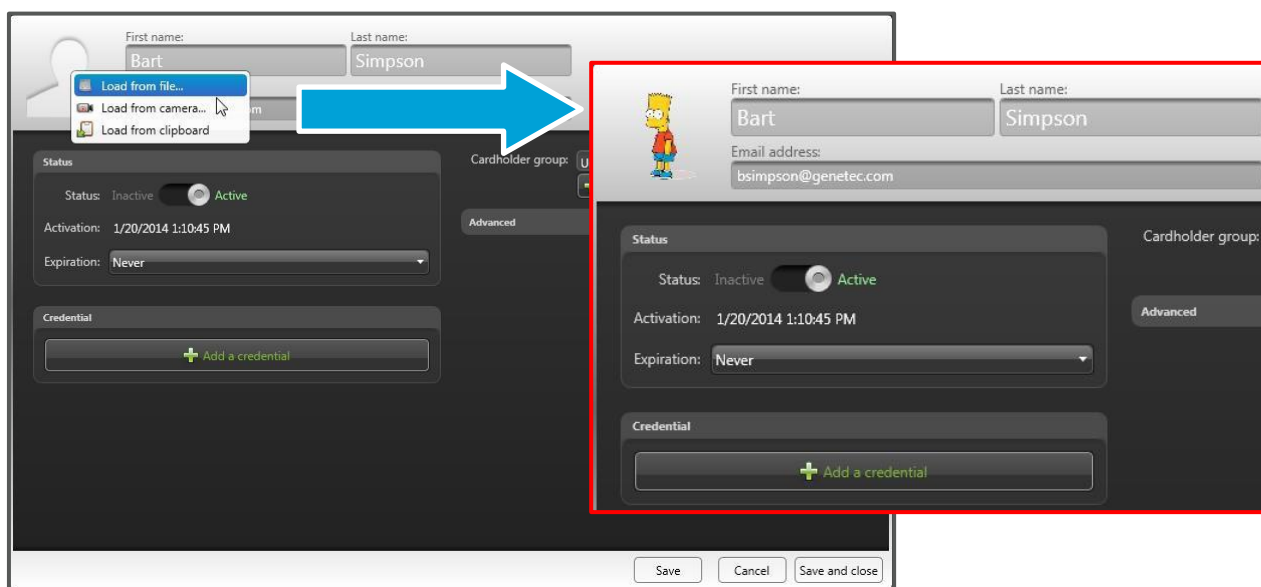 First name: Last name:
Bart Simpson
Load from file...
Load from camera...
m
Load from clipboard
Status
Status: Inactive Active
Activation: 1/20/2014 1:10:45 PM
Expiration: Never
Cardholder group: U
Advanced
Credential
Add a credential
Save Cancel Save and close
First name: Last name:
Bart Simpson
Email address:
bsimpson@genetec.com
Status
Status: Inactive Active
Activation: 1/20/2014 1:10:45 PM
Expiration: Never
Cardholder group:
Advanced
Credential
Add a credential